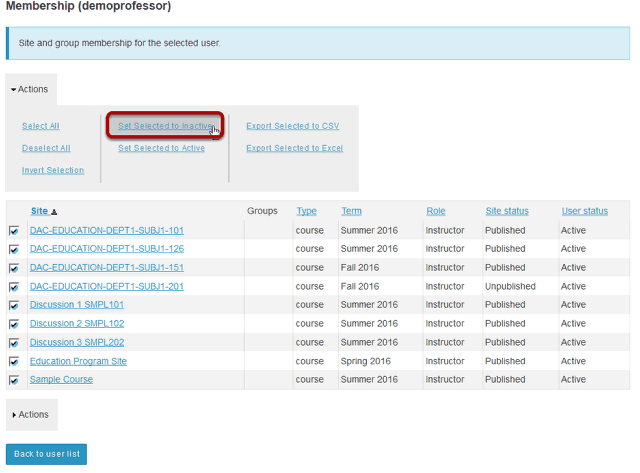 Membership (demoprofessor)
Site and group membership for the selected user.
Actions
Select All Set Selected to Inactive Export Selected to CSV
Deselect All Set Selected to Active Export Selected to Excel
Invert Selection
Site Groups Type Term Role Site status User status
DAC-EDUCATION-DEPT1-SUBJ1-101 course Summer 2016 Instructor Published Active
DAC-EDUCATION-DEPT1-SUBJ1-126 course Summer 2016 Instructor Published Active
DAC-EDUCATION-DEPT1-SUBJ1-151 course Fall 2016 Instructor Published Active
DAC-EDUCATION-DEPT1-SUBJ1-201 course Fall 2016 Instructor Unpublished Active
Discussion 1 SMPL101 course Summer 2016 Instructor Published Active
Discussion 2 SMPL102 course Summer 2016 Instructor Published Active
Discussion 3 SMPL202 course Summer 2016 Instructor Published Active
Education Program Site course Spring 2016 Instructor Published Active
Sample Course course Summer 2016 Instructor Published Active
Actions
Back to user list